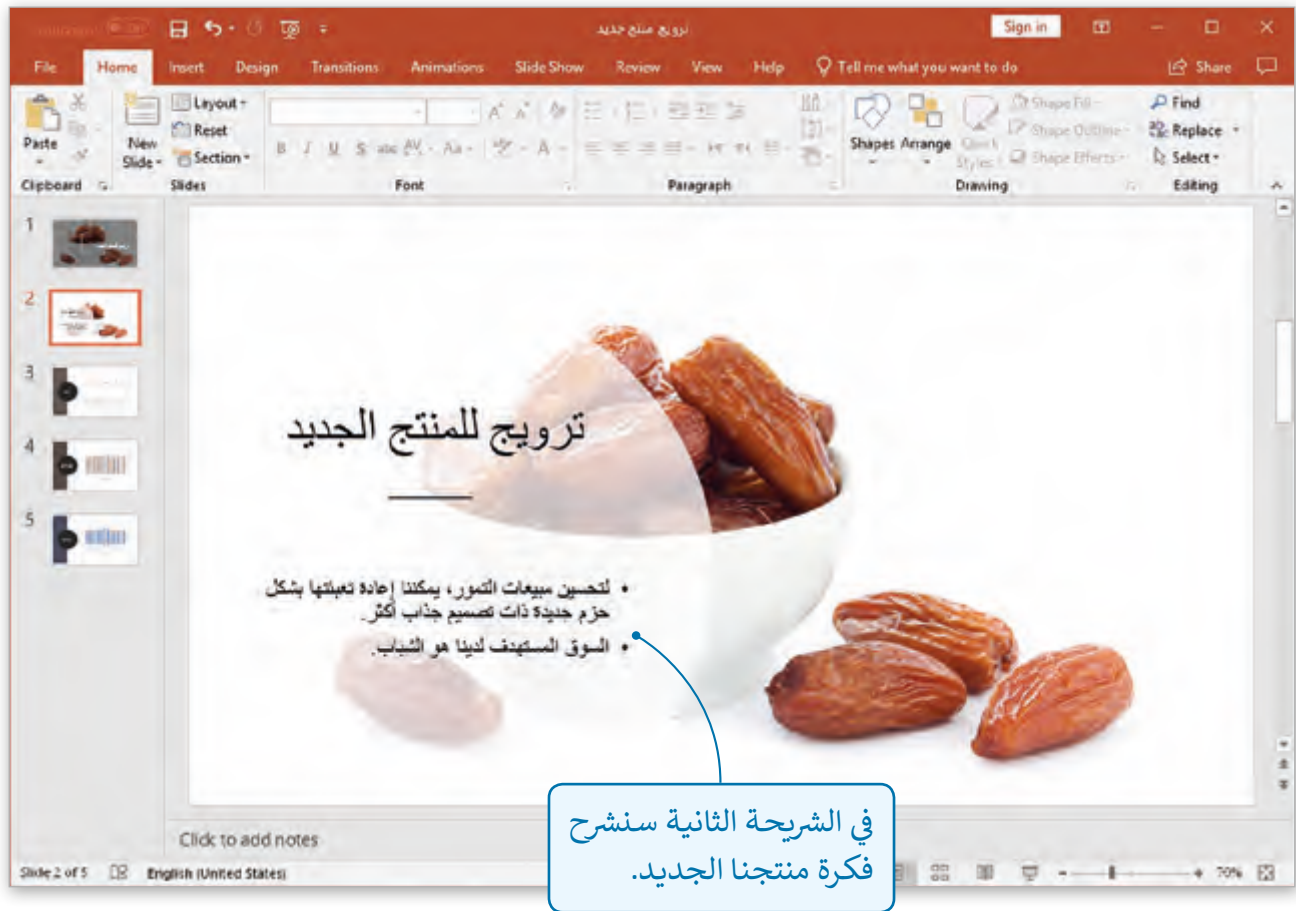 ترويج منتج جديد
Sign in
File Home Insert Design Transitions Animations Slide Show Review View Help Tell me what you want to do Share
Paste
New Slide
Layout
Reset
Section
B I U S abc AV Aa A
Shapes Arrange Quick Styles
Shape Fill
Shape Outline
Shape Effects
Find
Replace
Select
Clipboard Slides Font Paragraph Drawing Editing
1
2
3
4
5
ترويج للمنتج الجديد
• لتحسين مبيعات التمور، يمكننا إعادة تعبئتها بشكل
حزم جديدة ذات تصميم جذاب أكثر.
• السوق المستهدف لدينا هو الشباب.
في الشريحة الثانية سنشرح
فكرة منتجنا الجديد.
Click to add notes
Slide 2 of 5 English (United States) 70%